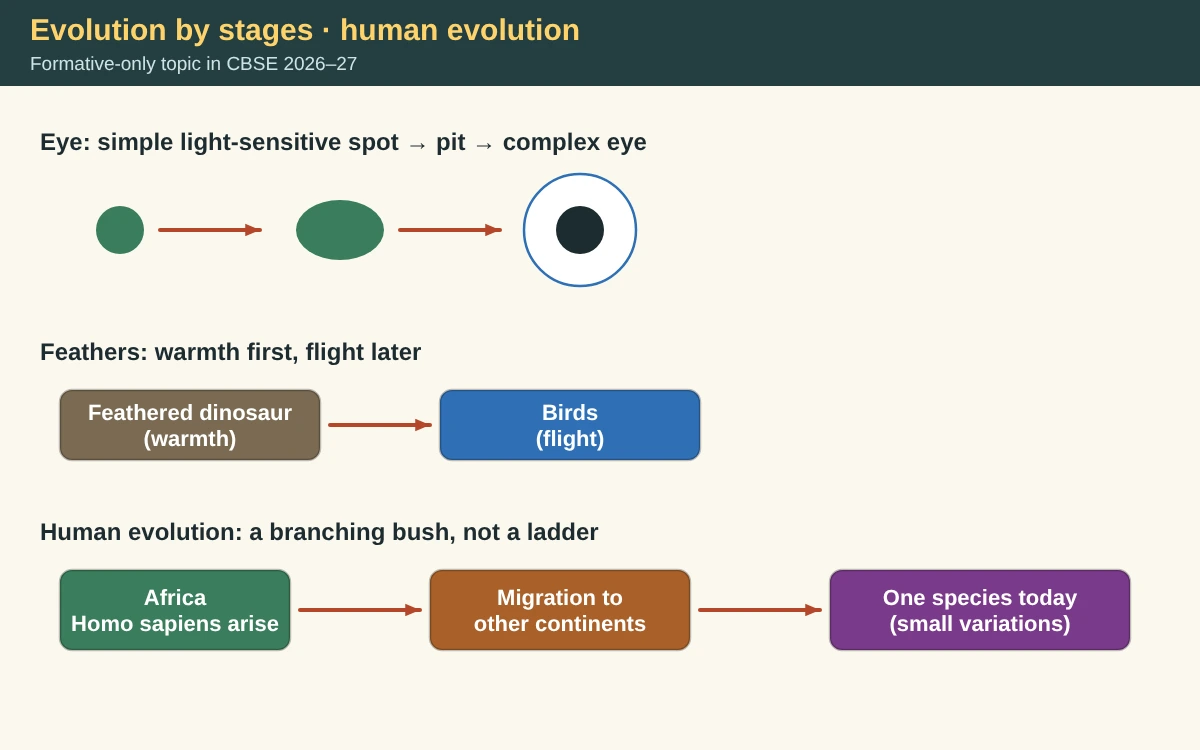 Evolution by stages · human evolution
Formative-only topic in CBSE 2026–27
Eye: simple light-sensitive spot → pit → complex eye
Feathers: warmth first, flight later
Feathered dinosaur
(warmth)
Birds
(flight)
Human evolution: a branching bush, not a ladder
Africa
Homo sapiens arise
Migration to
other continents
One species today
(small variations)